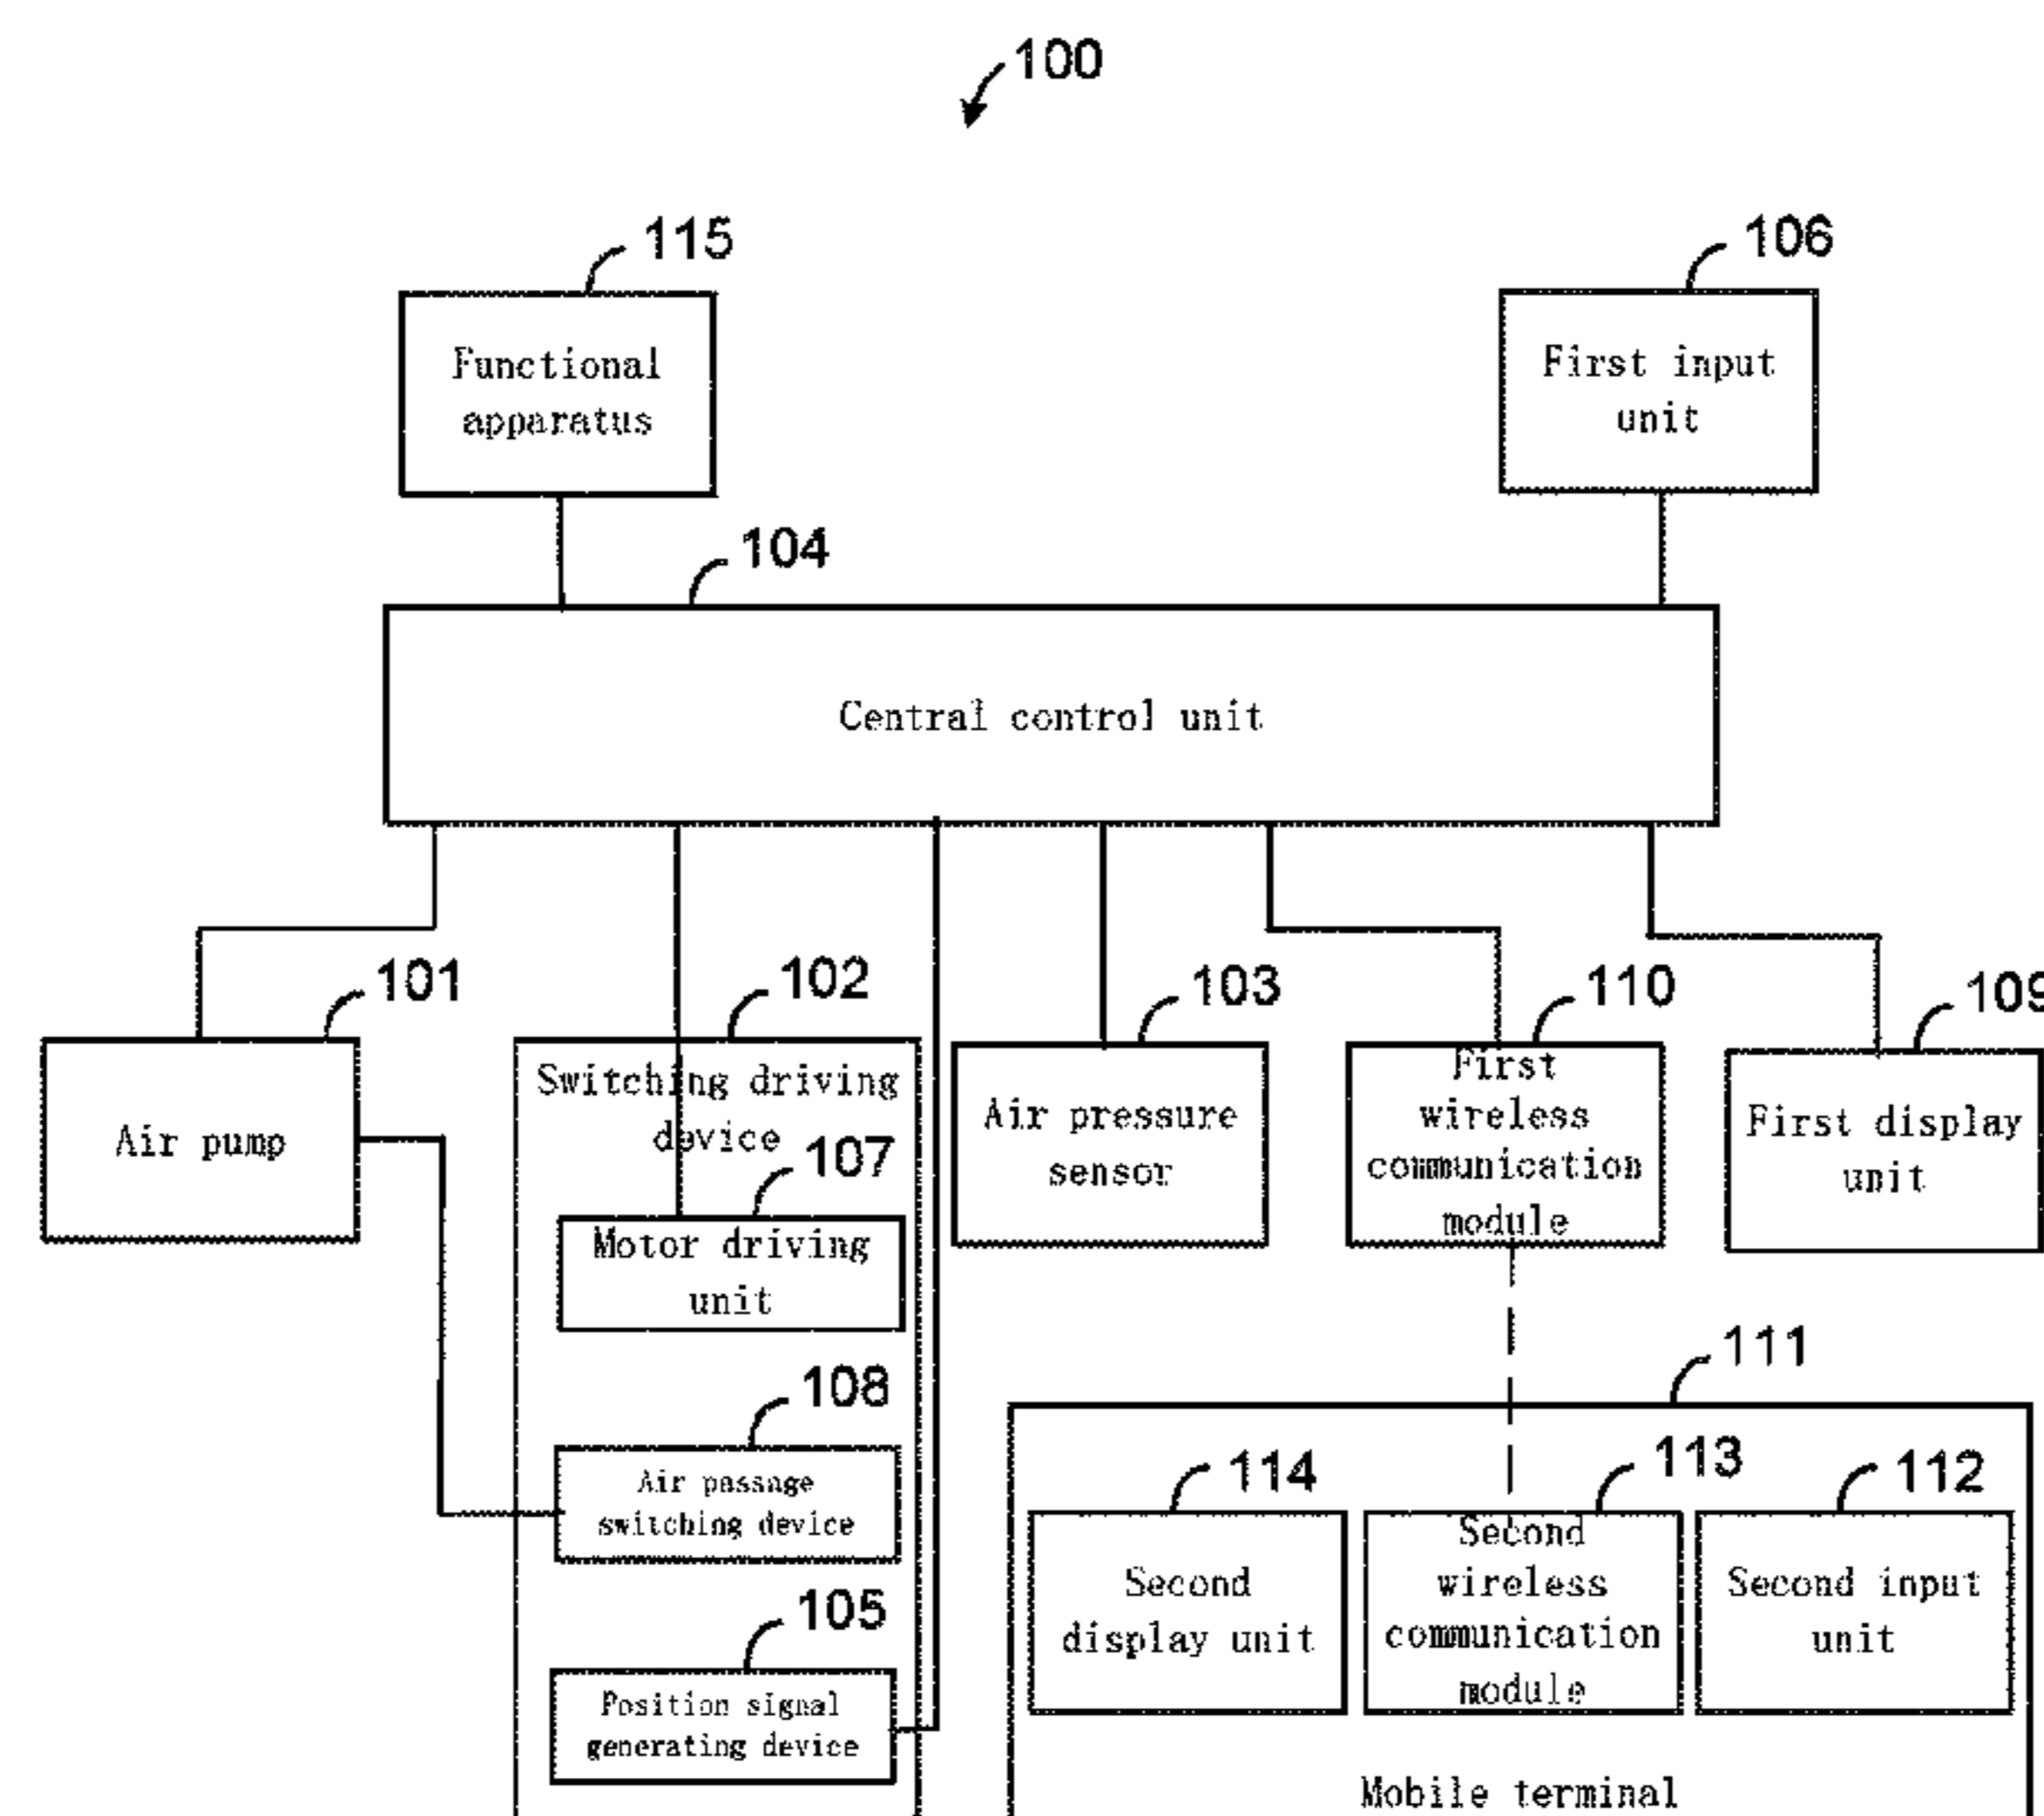 100
115
106
Functional
apparatus
First input
unit
104
Central control unit
101
102
103
110
109
Air pump
Switching driving
device
Air pressure
sensor
First
wireless
communication
module
First display
unit
107
Motor driving
unit
108
Air passage
switching device
105
Position signal
generating device
111
114
113
112
Second
display unit
Second
wireless
communication
module
Second input
unit
Mobile terminal